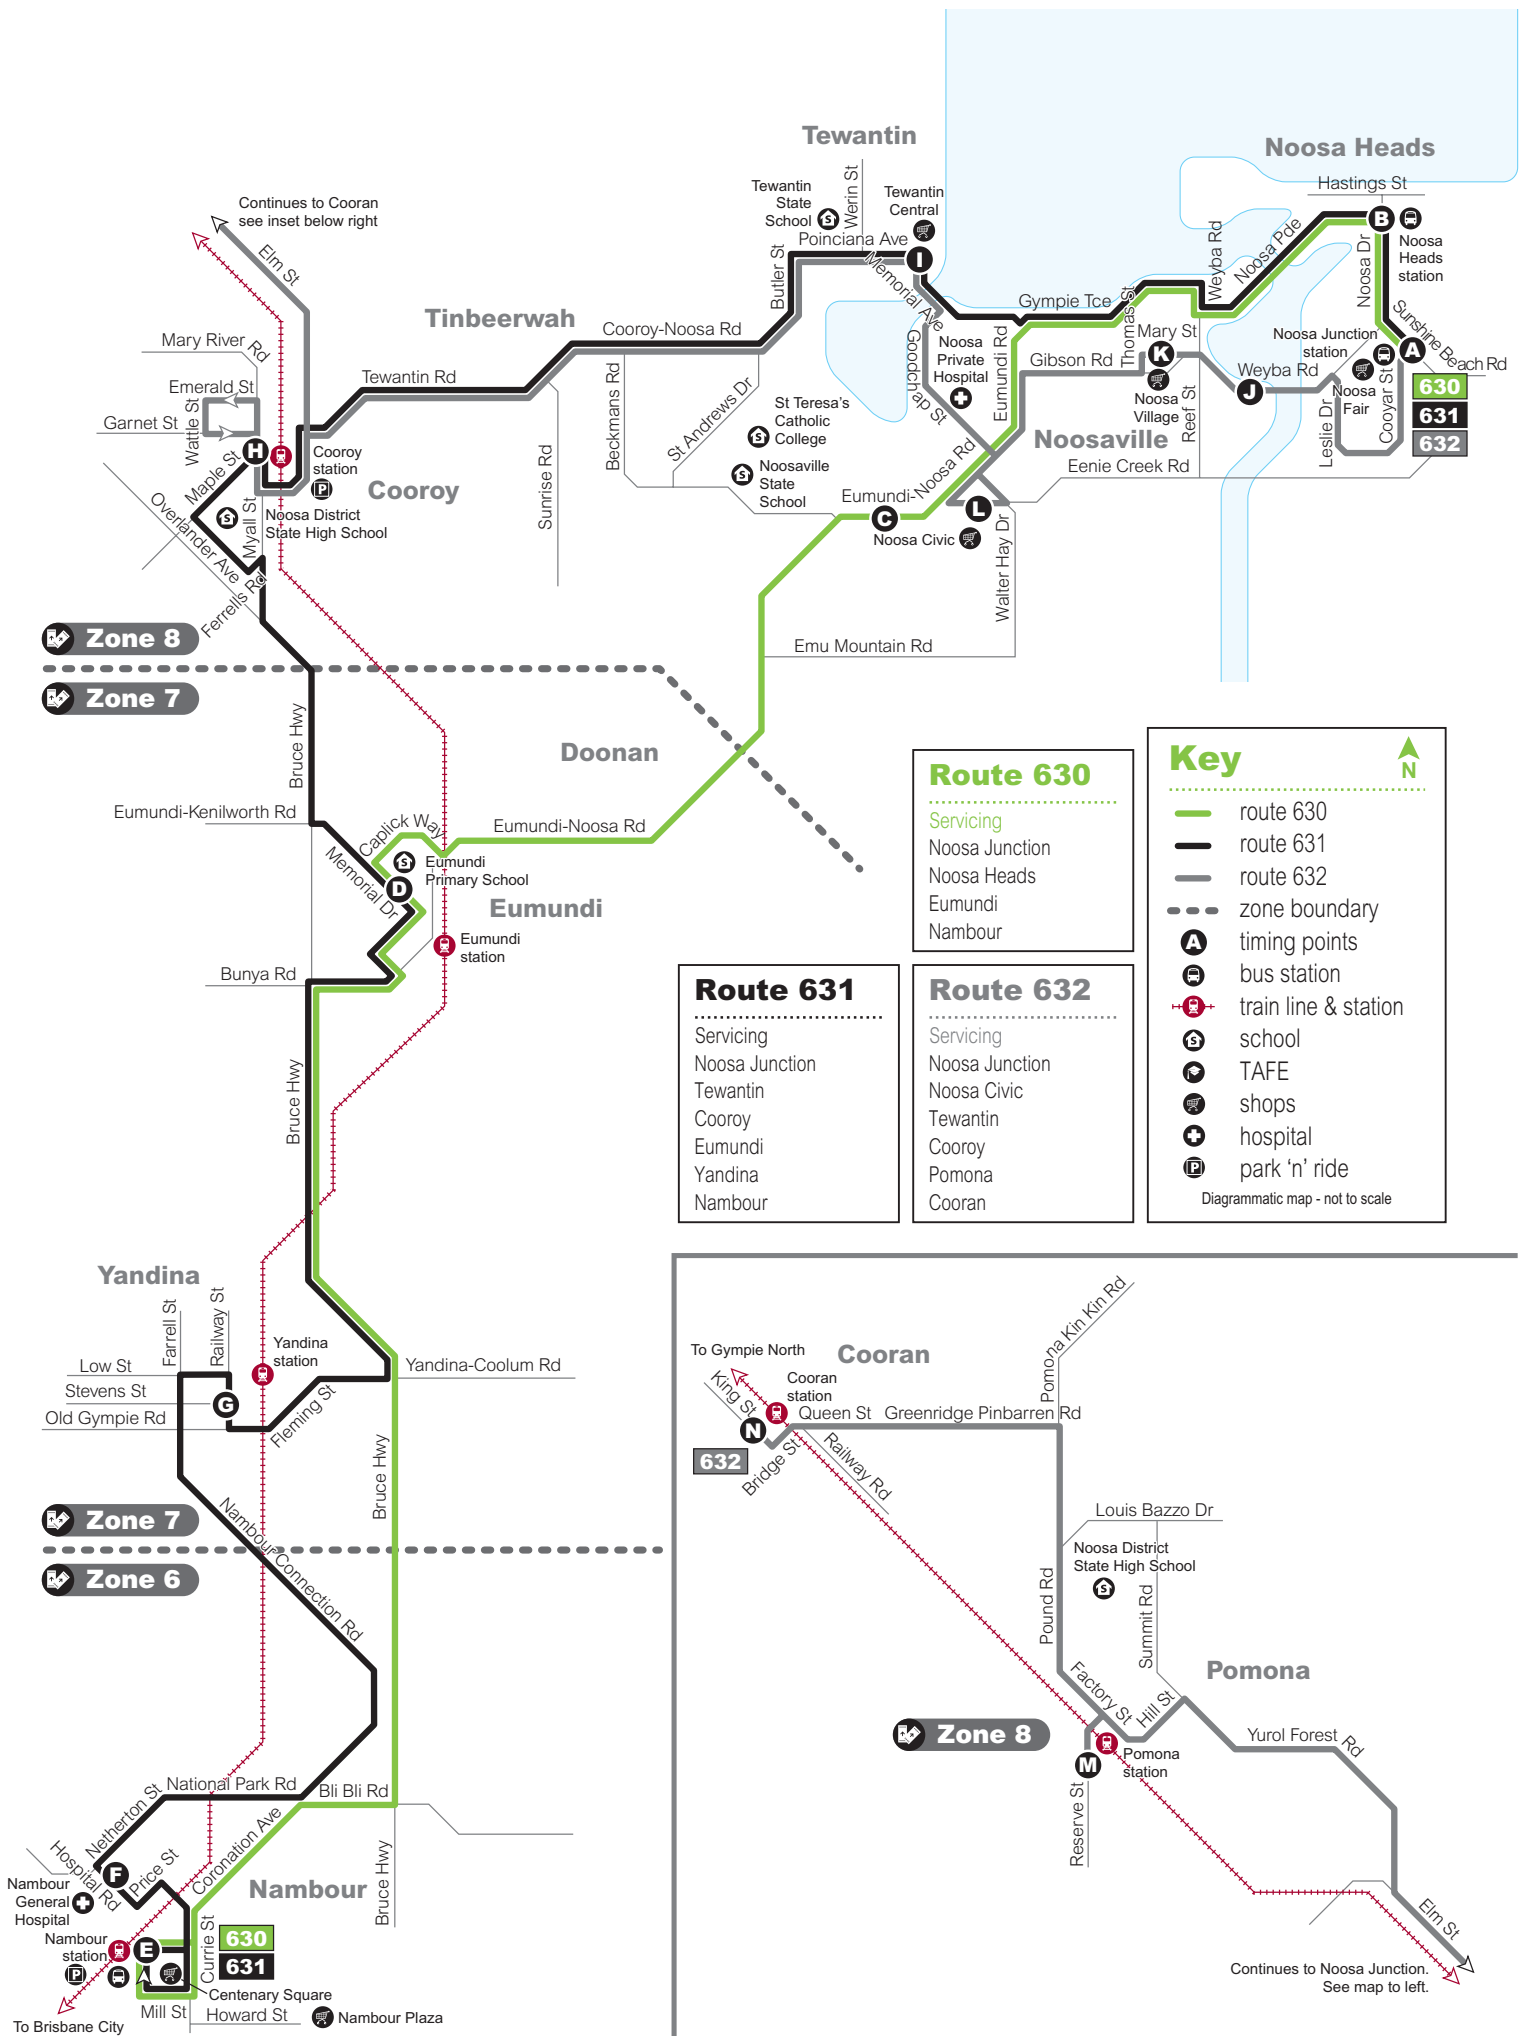 Tewantin
Noosa Heads
Hastings St
Tewantin
State
School
Werin St
Tewantin
Central
Poinciana Ave
B
Noosa
Heads
station
Continues to Cooran
see inset below right
Elm St
I
Butler St
Memorial Ave
Weyba Rd
Noosa Pde
Noosa Dr
Gympie Tce
Thomas St
Sunshine Beach Rd
Tinbeerwah
Cooroy-Noosa Rd
Mary River Rd
Goodchap St
Noosa
Private
Hospital
Eumundi Rd
Mary St
K
Noosa Junction
station
A
Gibson Rd
Weyba Rd
Tewantin Rd
Emerald St
Wattle St
Garnet St
Beckmans Rd
St Andrews Dr
Noosa
Village
J
Noosa
Fair
Cooyar St
Leslie Dr
Reef St
630
631
632
St Teresa's
Catholic
College
Noosaville
H
Cooroy
station
P
Cooroy
Maple St
Noosaville
State
School
Eenie Creek Rd
Eumundi-Noosa Rd
Sunrise Rd
Overlander Ave
Myall St
Noosa District
State High School
C
L
Noosa Civic
Walter Hay Dr
Ferrells Rd
Zone 8
Emu Mountain Rd
Zone 7
Bruce Hwy
Doonan
Eumundi-Kenilworth Rd
Caplick Way
Eumundi-Noosa Rd
Memorial Dr
Eumundi
Primary School
D
Eumundi
Eumundi
station
Bunya Rd
Bruce Hwy
Route 630
Servicing
Noosa Junction
Noosa Heads
Eumundi
Nambour
Route 631
Servicing
Noosa Junction
Tewantin
Cooroy
Eumundi
Yandina
Nambour
Route 632
Servicing
Noosa Junction
Noosa Civic
Tewantin
Cooroy
Pomona
Cooran
Key
N
route 630
route 631
route 632
zone boundary
A timing points
bus station
train line & station
S school
TAFE
shops
hospital
P park 'n' ride
Diagrammatic map - not to scale
Yandina
Farrell St
Railway St
Yandina
station
Low St
Stevens St
G
Old Gympie Rd
Fleming St
Yandina-Coolum Rd
Bruce Hwy
Zone 7
Nambour Connection Rd
Zone 6
National Park Rd
Bli Bli Rd
Netherton St
Coronation Ave
Hospital Rd
F
Price St
Nambour
General
Hospital
Nambour
Bruce Hwy
Nambour
station
P
E
Currie St
630
631
Centenary Square
Mill St
Howard St
Nambour Plaza
To Brisbane City
To Gympie North
Cooran
Pomona Kin Kin Rd
Cooran
station
King St
N
Queen St
Greenridge Pinbarren Rd
632
Bridge St
Railway Rd
Louis Bazzo Dr
Noosa District
State High School
Pound Rd
Summit Rd
Pomona
Factory St
Hill St
Zone 8
Yurol Forest Rd
M
Pomona
station
Reserve St
Elm St
Continues to Noosa Junction.
See map to left.